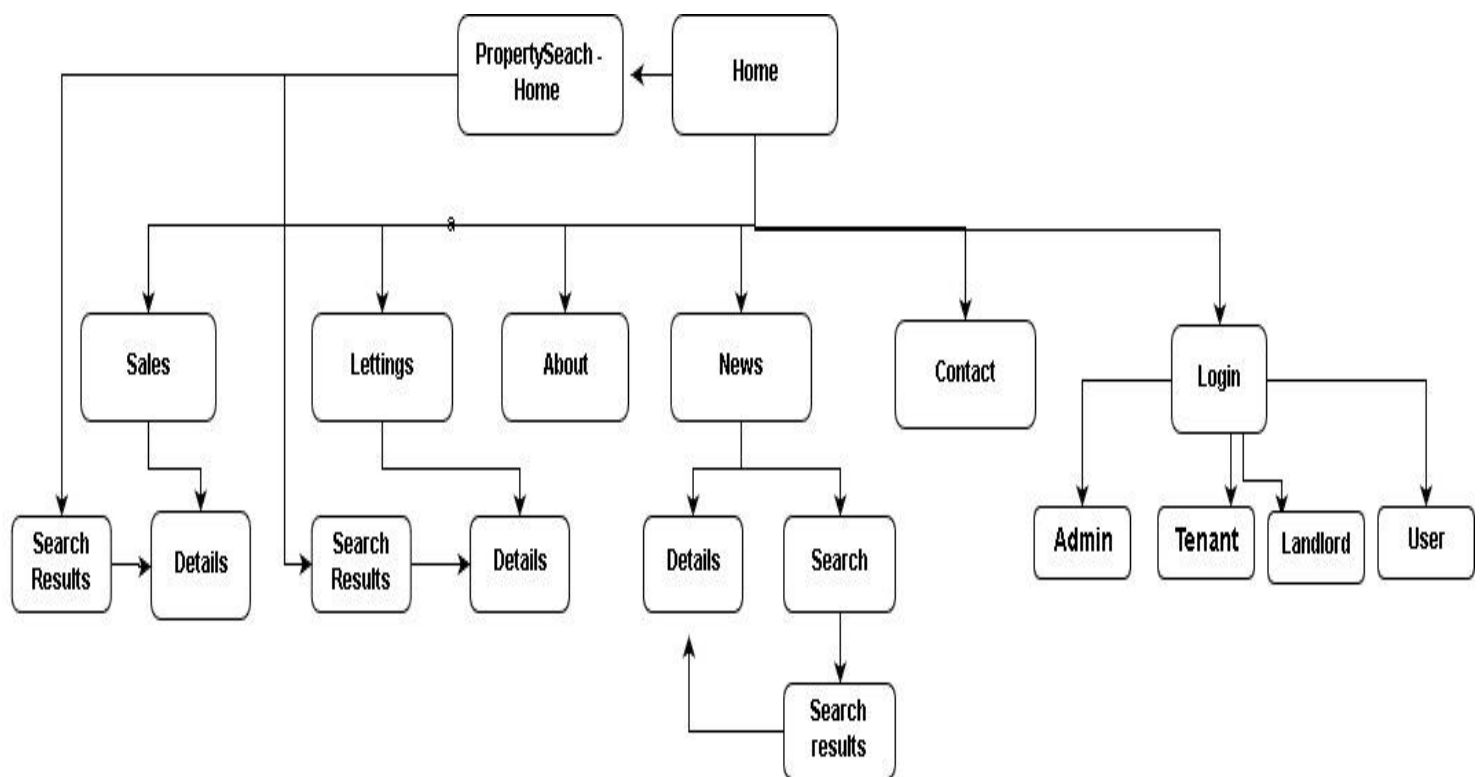 PropertySeach -
Home
Home
Sales
Lettings
About
News
Contact
Login
Search
Results
Details
Search
Results
Details
Details
Search
Admin
Tenant
Landlord
User
Search
results